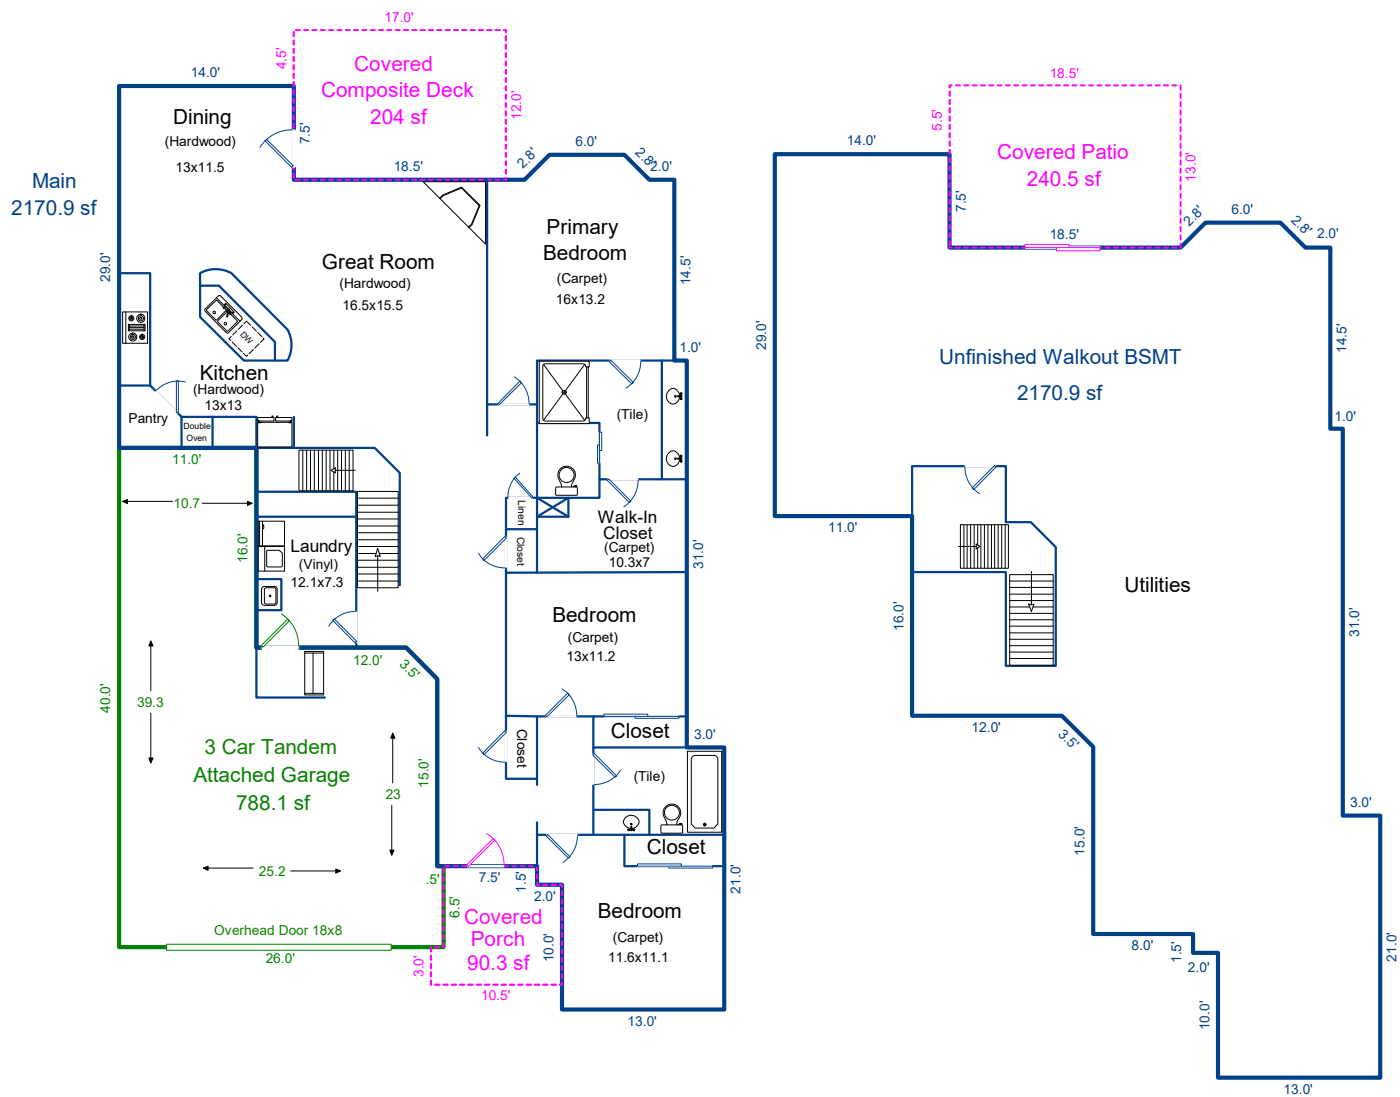 17.0'
4.5'
Covered
Composite Deck
204 sf
12.0'
14.0'
Dining
(Hardwood)
13x11.5
7.5'
18.5'
2.8'
6.0'
2.8'
2.0'
Main
2170.9 sf
29.0'
Great Room
(Hardwood)
16.5x15.5
Primary
Bedroom
(Carpet)
16x13.2
14.5'
1.0'
DW
Kitchen
(Hardwood)
13x13
Pantry
Double
Oven
(Tile)
11.0'
10.7
16.0'
Laundry
(Vinyl)
12.1x7.3
Linen
Closet
Walk-In
Closet
(Carpet)
10.3x7
31.0'
Bedroom
(Carpet)
13x11.2
12.0'
3.5'
40.0'
39.3
3 Car Tandem
Attached Garage
788.1 sf
15.0'
23
25.2
Closet
Closet
3.0'
(Tile)
Closet
21.0'
.5'
7.5'
1.5'
2.0'
6.5'
Overhead Door 18x8
26.0'
Covered
Porch
90.3 sf
3.0'
10.5'
10.0'
Bedroom
(Carpet)
11.6x11.1
13.0'
18.5'
5.5'
Covered Patio
240.5 sf
13.0'
14.0'
7.5'
18.5'
2.8'
6.0'
2.8'
2.0'
29.0'
14.5'
Unfinished Walkout BSMT
2170.9 sf
1.0'
11.0'
16.0'
Utilities
31.0'
12.0'
3.5'
15.0'
3.0'
8.0'
1.5'
2.0'
10.0'
21.0'
13.0'